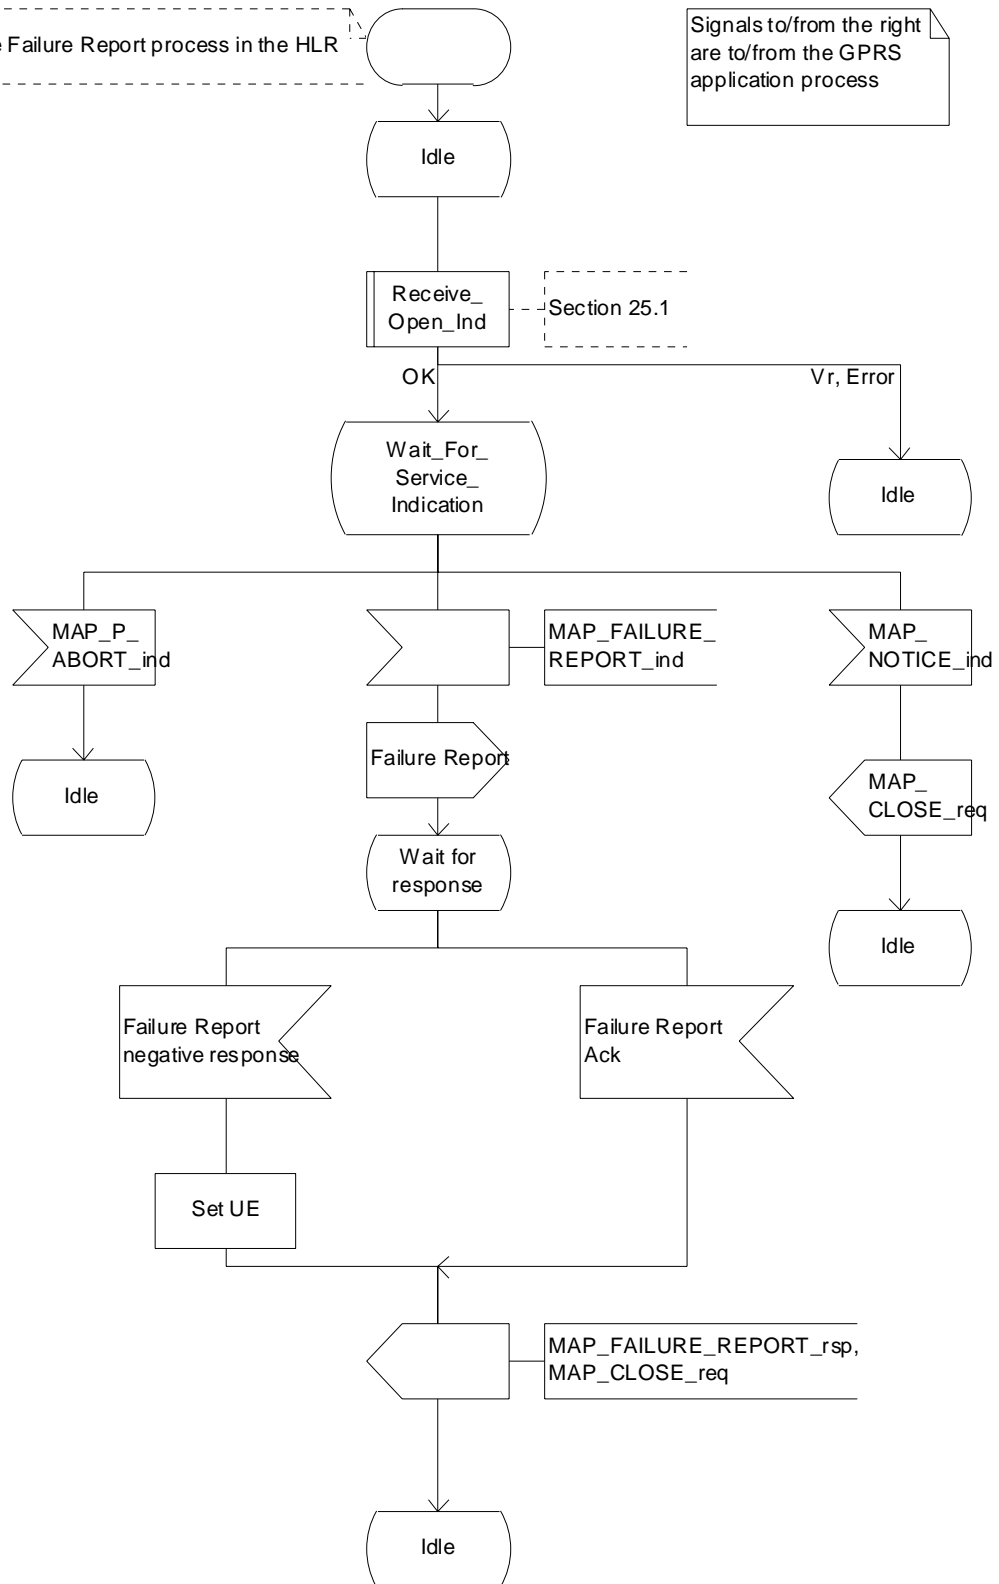 Failure Report process in the HLR
Signals to/from the right
are to/from the GPRS
application process
Idle
Receive_
Open_Ind
Section 25.1
OK
Vr, Error
Wait_For_
Service_
Indication
Idle
MAP_P_
ABORT_ind
MAP_FAILURE_
REPORT_ind
MAP_
NOTICE_ind
Failure Report
Idle
MAP_
CLOSE_req
Wait for
response
Idle
Failure Report
negative response
Failure Report
Ack
Set UE
MAP_FAILURE_REPORT_rsp,
MAP_CLOSE_req
Idle